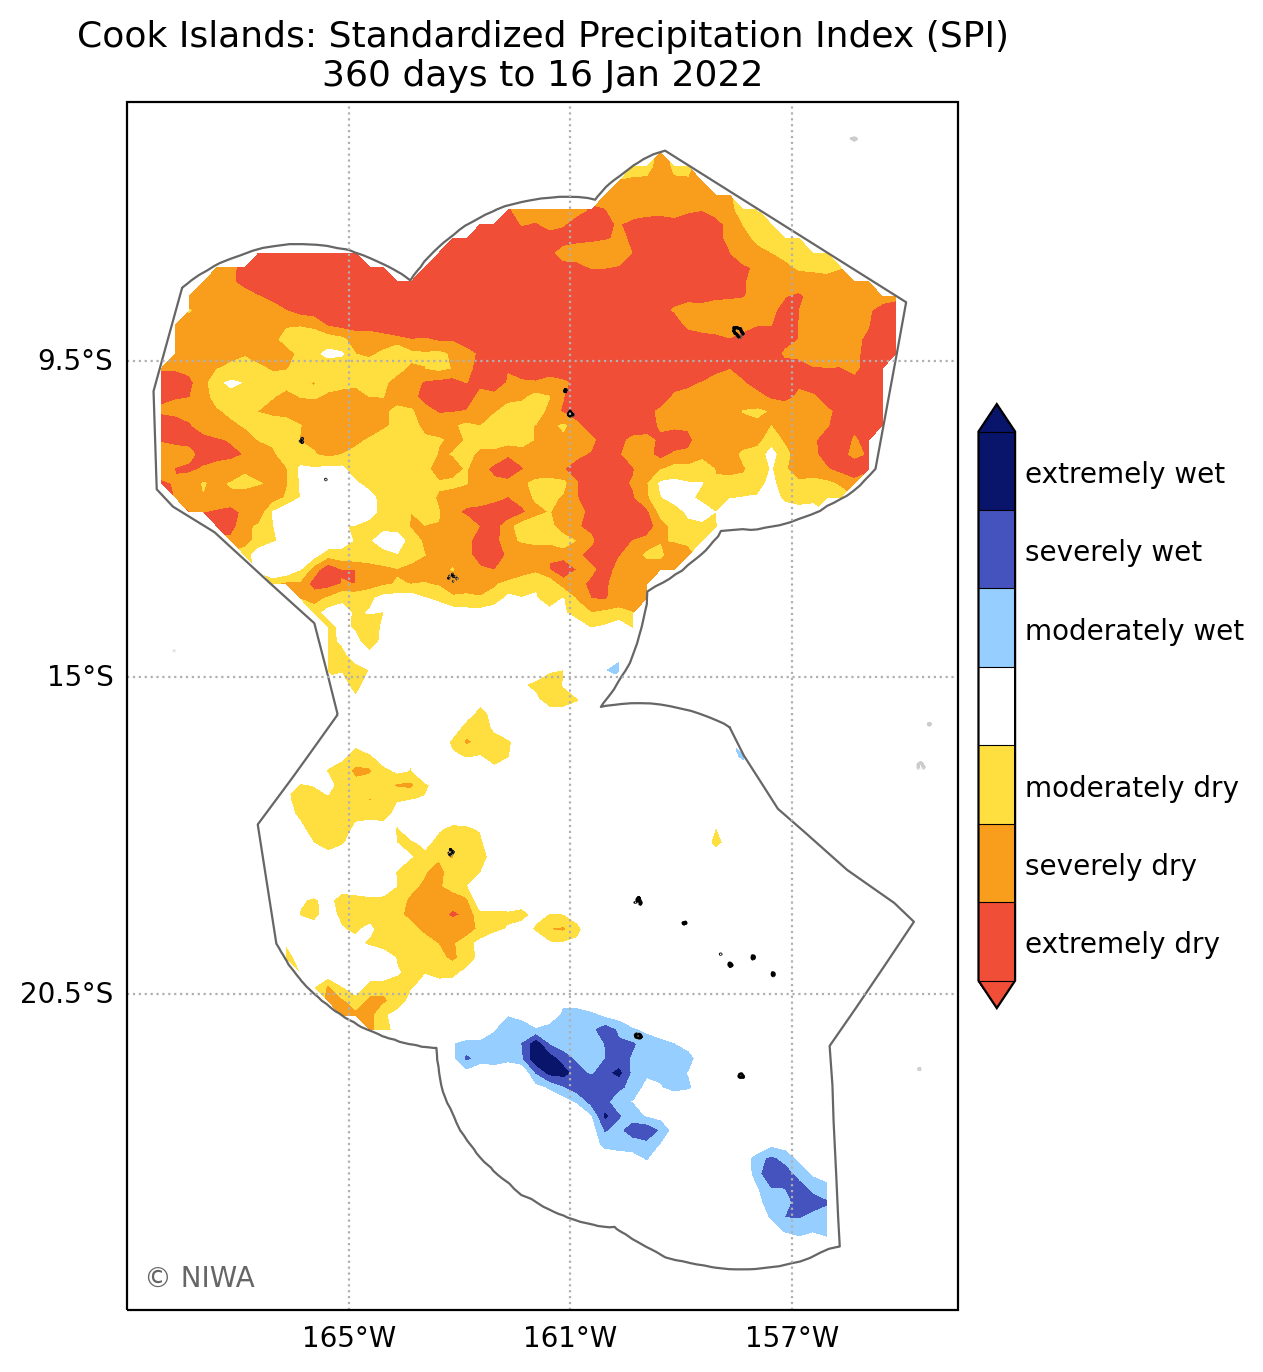 Cook Islands: Standardized Precipitation Index (SPI)
360 days to 16 Jan 2022
9.5°S
15°S
20.5°S
165°W
161°W
157°W
© NIWA
extremely wet
severely wet
moderately wet
moderately dry
severely dry
extremely dry